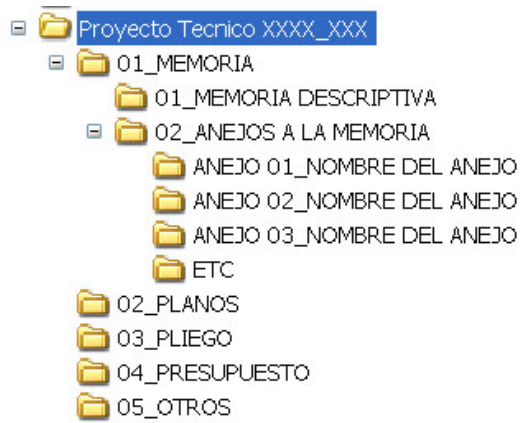 Proyecto Tecnico XXXX_XXX
01_MEMORIA
01_MEMORIA DESCRIPTIVA
02_ANEJOS A LA MEMORIA
ANEJO 01_NOMBRE DEL ANEJO
ANEJO 02_NOMBRE DEL ANEJO
ANEJO 03_NOMBRE DEL ANEJO
ETC
02_PLANOS
03_PLIEGO
04_PRESUPUESTO
05_OTROS